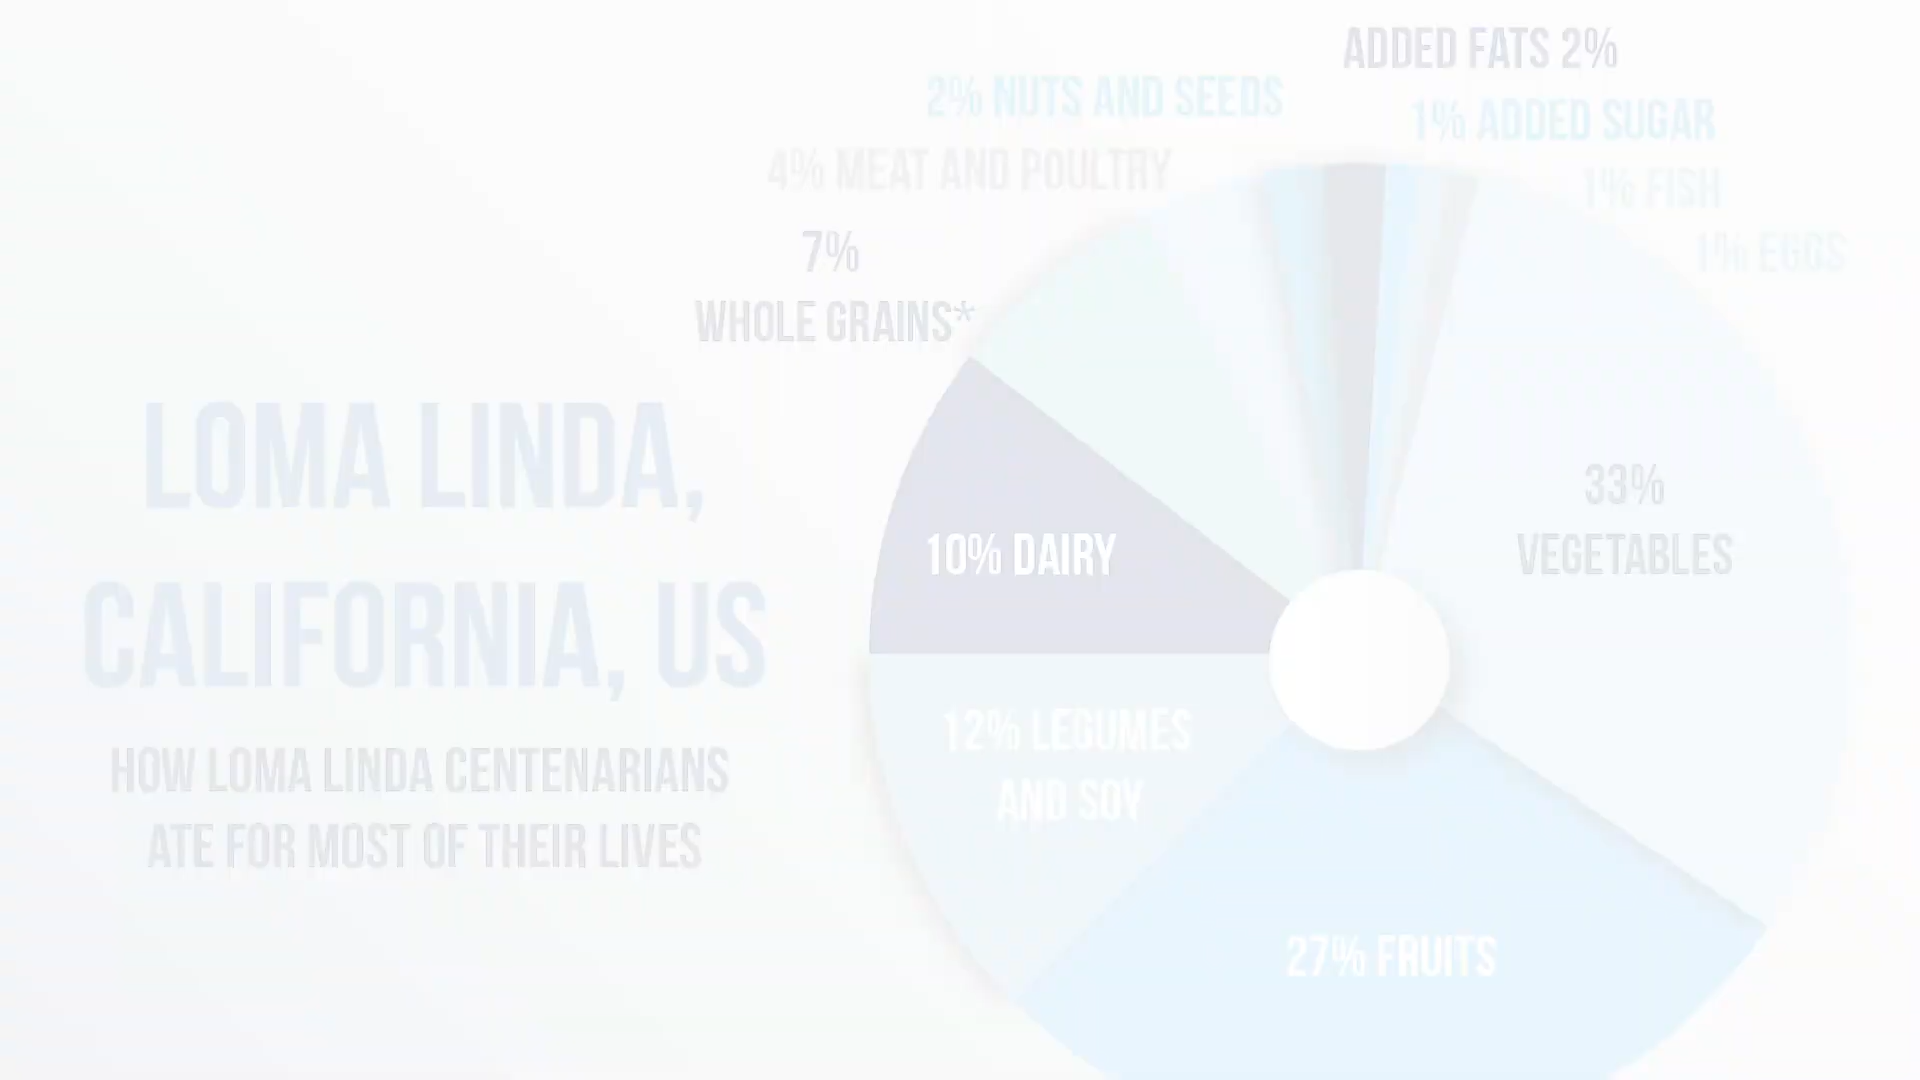 LOMA LINDA,
CALIFORNIA, US
HOW LOMA LINDA CENTENARIANS
ATE FOR MOST OF THEIR LIVES
ADDED FATS 2%
2% NUTS AND SEEDS
1% ADDED SUGAR
4% MEAT AND POULTRY
1% FISH
7%
WHOLE GRAINS*
1% EGGS
33%
VEGETABLES
10% DAIRY
12% LEGUMES
AND SOY
27% FRUITS